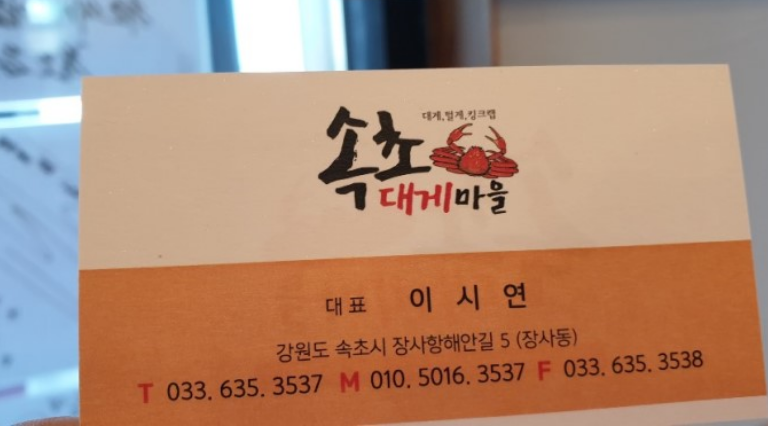 대게,털게,킹크랩
속초
대게마을
대표 이시연
강원도 속초시 장사항해안길 5 (장사동)
T 033. 635. 3537 M 010. 5016. 3537 F 033. 635. 3538